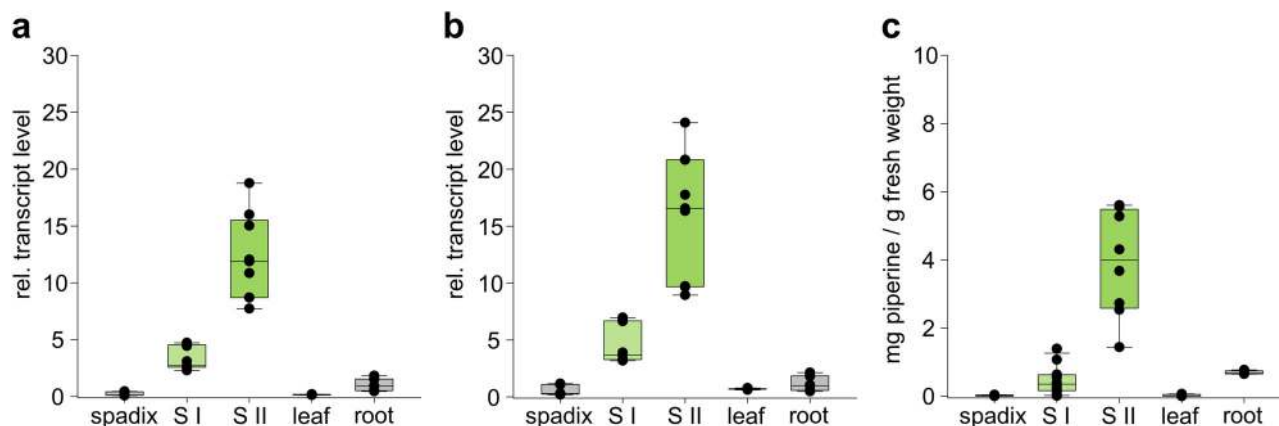 a
rel. transcript level
30
25
20
15
10
5
0
spadix S I S II leaf root
b
rel. transcript level
30
25
20
15
10
5
0
spadix S I S II leaf root
c
mg piperine / g fresh weight
10
8
6
4
2
0
spadix S I S II leaf root